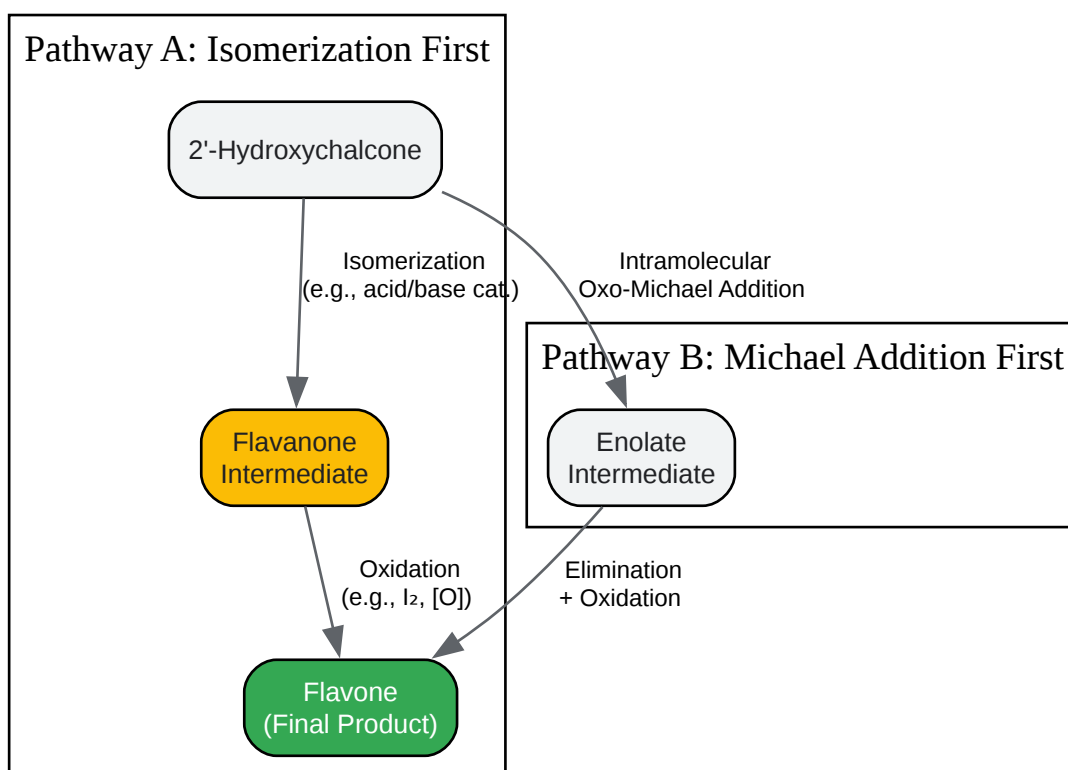 Pathway A: Isomerization First
2'-Hydroxychalcone
Isomerization
(e.g., acid/base cat.)
Intramolecular
Oxo-Michael Addition
Pathway B: Michael Addition First
Flavanone
Intermediate
Enolate
Intermediate
Oxidation
(e.g., I₂, [O])
Elimination
+ Oxidation
Flavone
(Final Product)